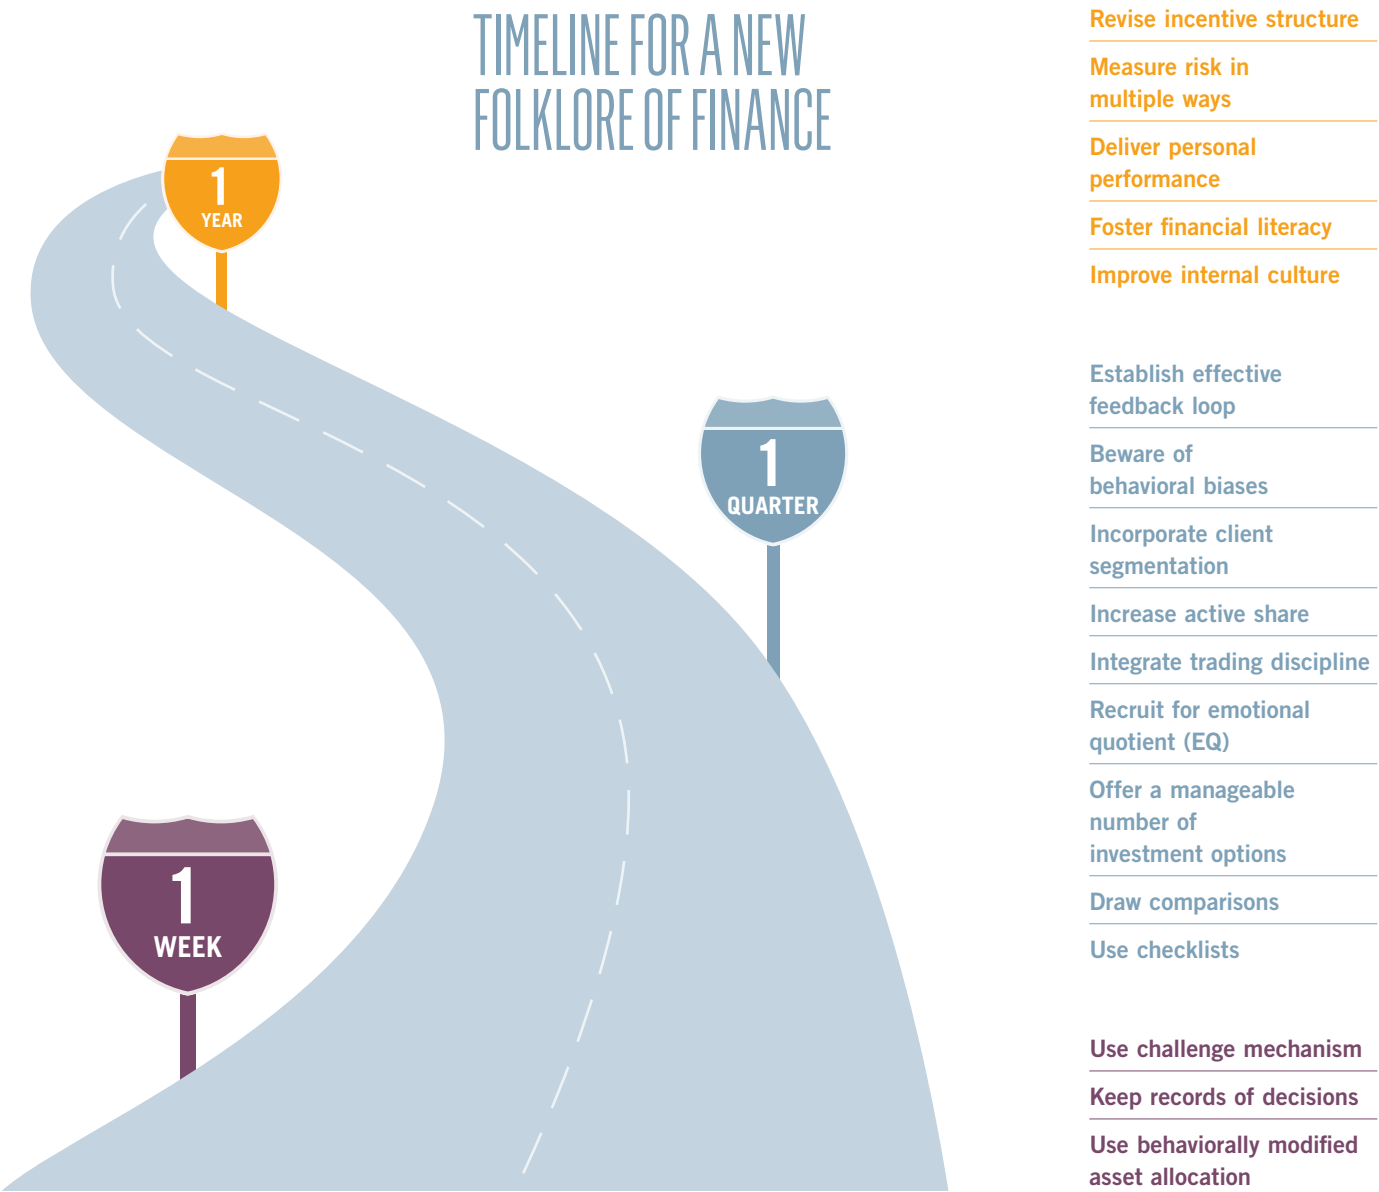 TIMELINE FOR A NEW
FOLKLORE OF FINANCE
1
YEAR
1
QUARTER
1
WEEK
Revise incentive structure
Measure risk in
multiple ways
Deliver personal
performance
Foster financial literacy
Improve internal culture
Establish effective
feedback loop
Beware of
behavioral biases
Incorporate client
segmentation
Increase active share
Integrate trading discipline
Recruit for emotional
quotient (EQ)
Offer a manageable
number of
investment options
Draw comparisons
Use checklists
Use challenge mechanism
Keep records of decisions
Use behaviorally modified
asset allocation